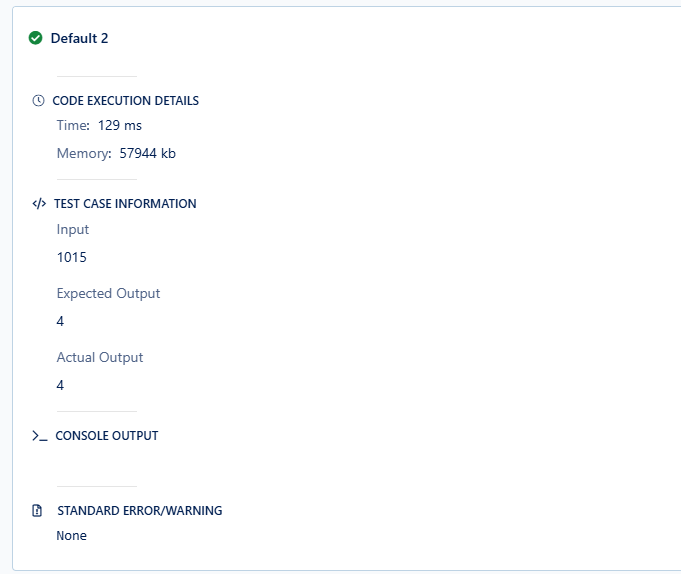 Default 2
CODE EXECUTION DETAILS
Time: 129 ms
Memory: 57944 kb
</> TEST CASE INFORMATION
Input
1015
Expected Output
4
Actual Output
4
>_ CONSOLE OUTPUT
STANDARD ERROR/WARNING
None